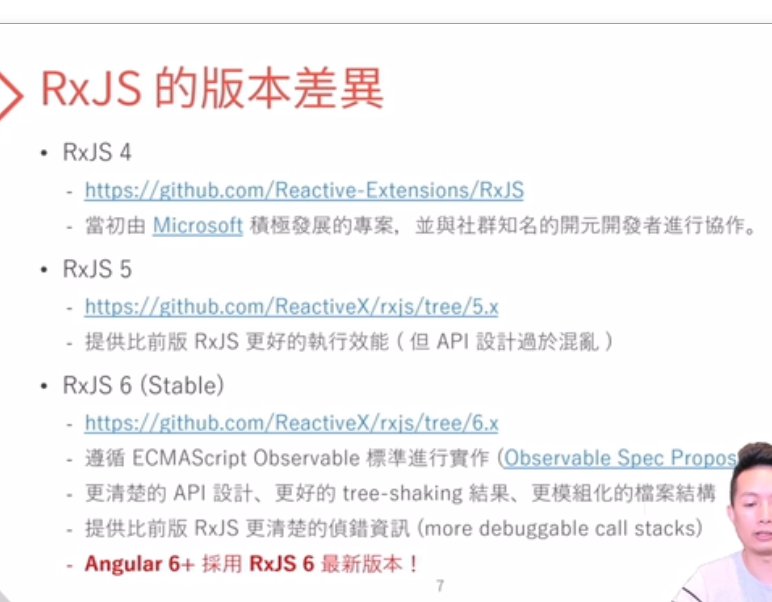 RxJS 的版本差異
• RxJS 4
- https://github.com/Reactive-Extensions/RxJS
- 當初由 Microsoft 積極發展的專案，並與社群知名的開元開發者進行協作。
• RxJS 5
- https://github.com/ReactiveX/rxjs/tree/5.x
- 提供比前版 RxJS 更好的執行效能 ( 但 API 設計過於混亂 )
• RxJS 6 (Stable)
- https://github.com/ReactiveX/rxjs/tree/6.x
- 遵循 ECMAScript Observable 標準進行實作 (Observable Spec Propos
- 更清楚的 API 設計、更好的 tree-shaking 結果、更模組化的檔案結構
- 提供比前版 RxJS 更清楚的偵錯資訊 (more debuggable call stacks)
- Angular 6+ 採用 RxJS 6 最新版本！
7